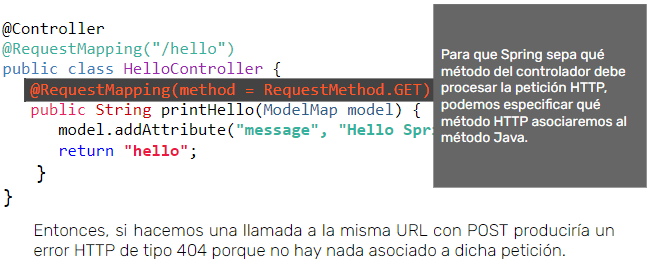 @Controller
@RequestMapping("/hello")
public class HelloController {
@RequestMapping(method = RequestMethod.GET)
public String printHello(ModelMap model) {
model.addAttribute("message", "Hello Spr
return "hello";
}
}
Para que Spring sepa qué
método del controlador debe
procesar la petición HTTP,
podemos especificar qué
método HTTP asociaremos al
método Java.
Entonces, si hacemos una llamada a la misma URL con POST produciría un
error HTTP de tipo 404 porque no hay nada asociado a dicha petición.